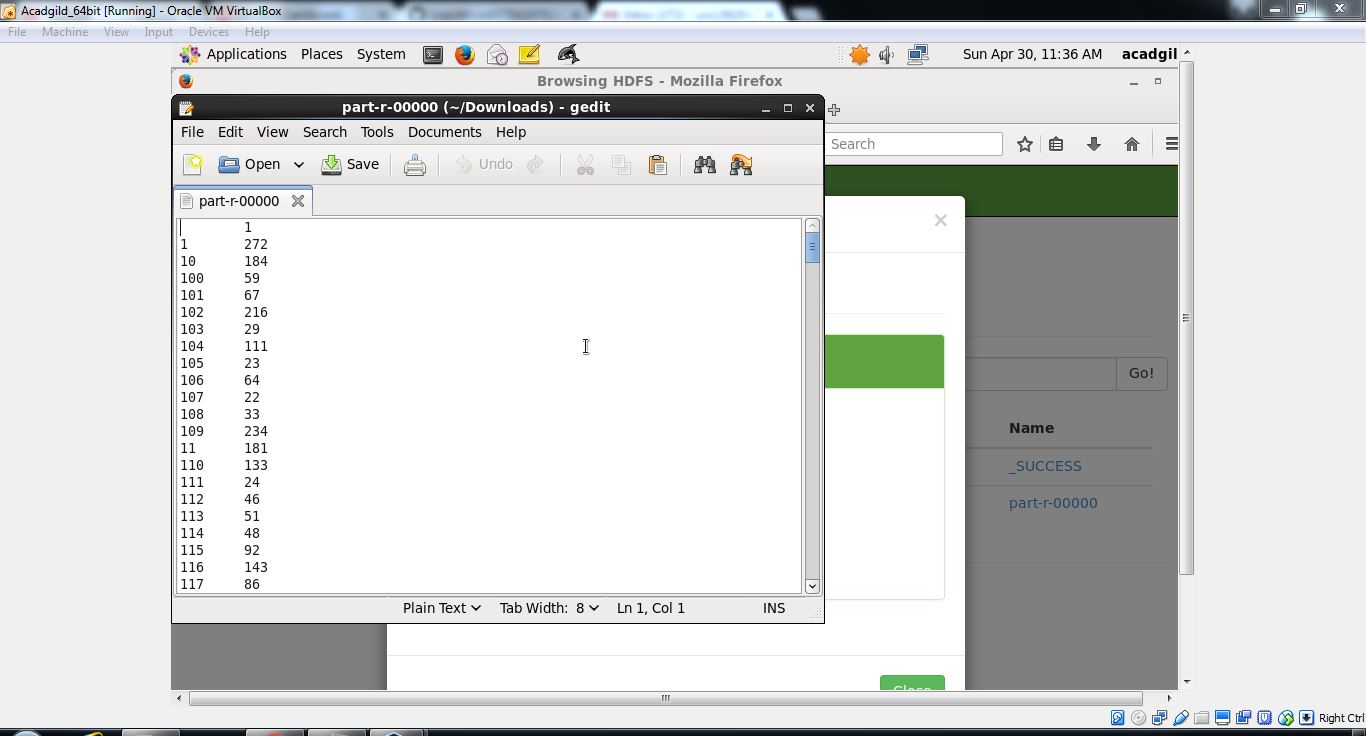 Acadgild_64bit [Running] - Oracle VM VirtualBox
File Machine View Input Devices Help
Applications Places System Sun Apr 30, 11:36 AM acadgil
Browsing HDFS - Mozilla Firefox
part-r-00000 (~/Downloads) - gedit
File Edit View Search Tools Documents Help
Search
Open Save Undo
part-r-00000
1
1 272
10 184
100 59
101 67
102 216
103 29
104 111
105 23
106 64
107 22
108 33
109 234
11 181
110 133
111 24
112 46
113 51
114 48
115 92
116 143
117 86
Plain Text Tab Width: 8 Ln 1, Col 1 INS
Go!
Name
_SUCCESS
part-r-00000
Close
Right Ctrl